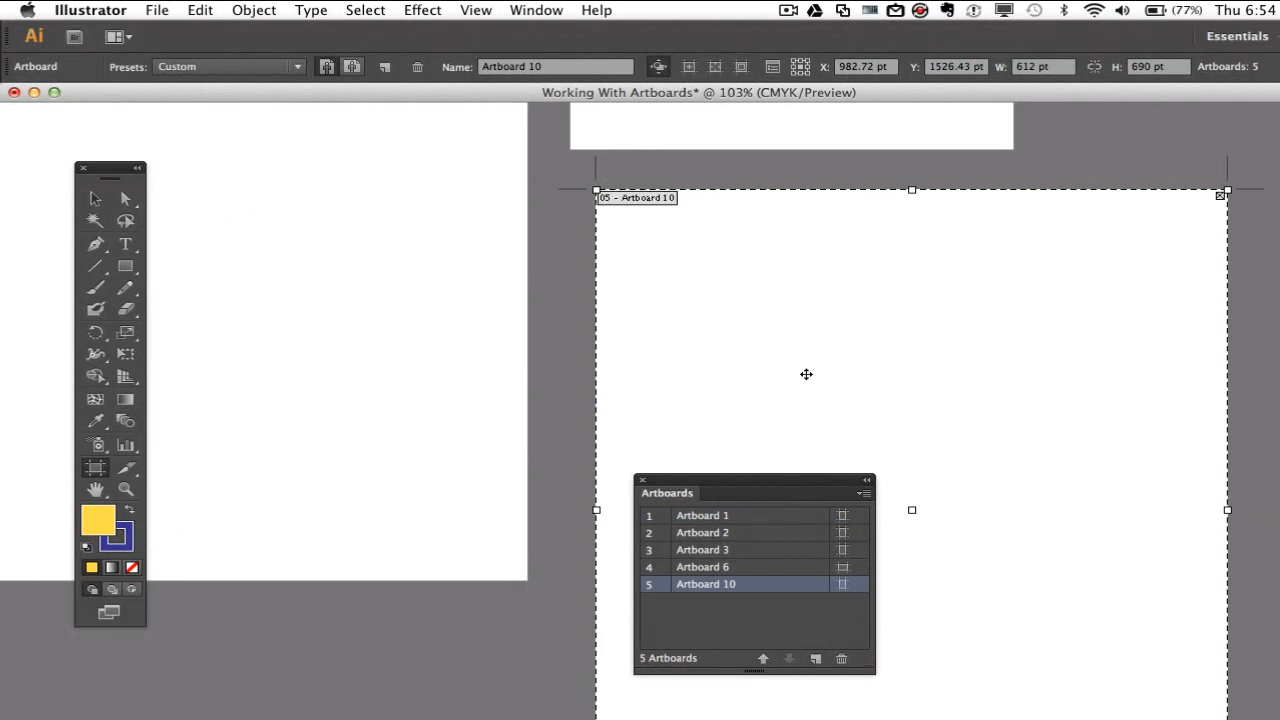 Illustrator File Edit Object Type Select Effect View Window Help (77%) Thu 6:54
Ai Br Essentials
Artboard Presets: Custom Name: Artboard 10 X: 982.72 pt Y: 1526.43 pt W: 612 pt H: 690 pt Artboards: 5
Working With Artboards* @ 103% (CMYK/Preview)
05 - Artboard 10
T
Artboards
1 Artboard 1
2 Artboard 2
3 Artboard 3
4 Artboard 6
5 Artboard 10
5 Artboards